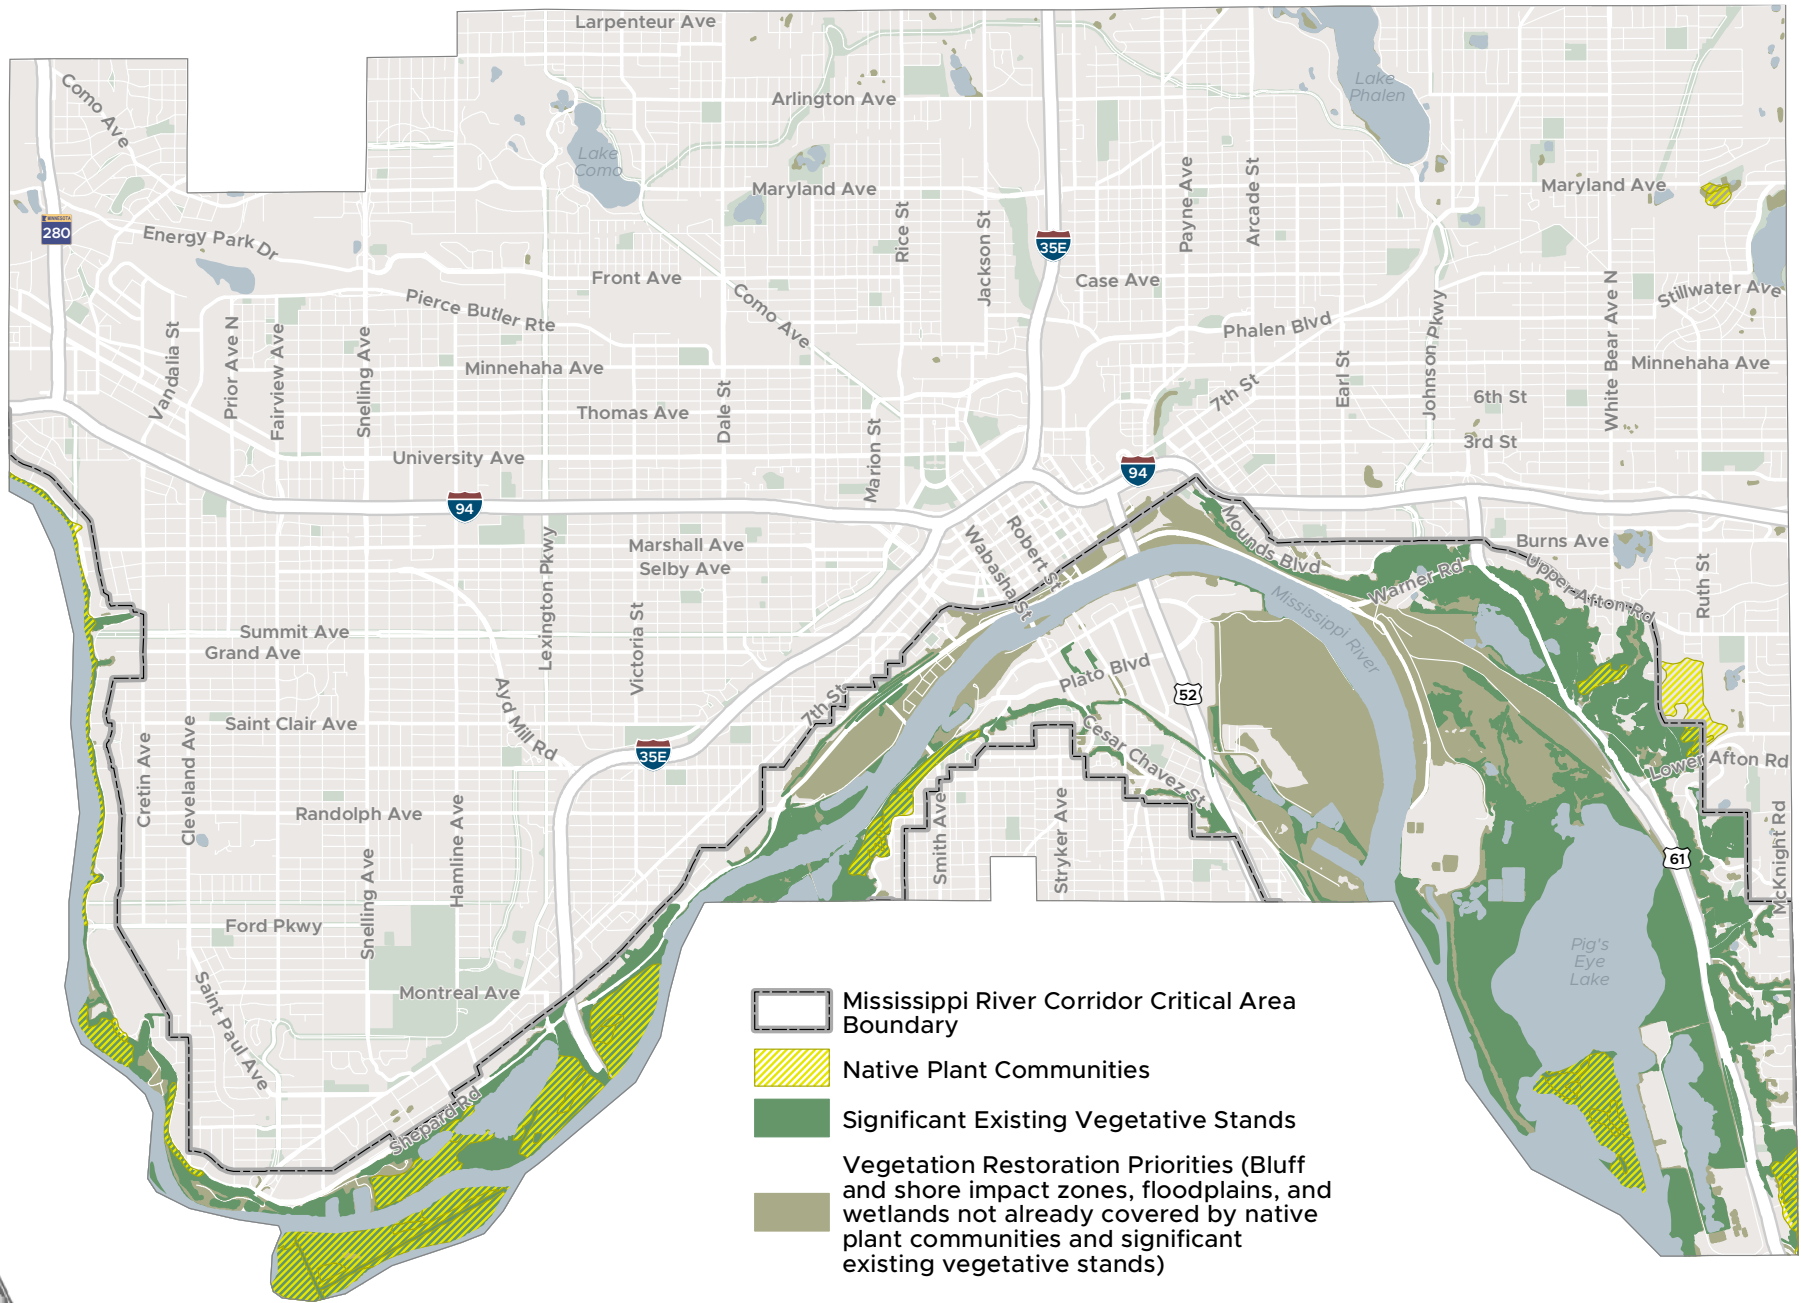 Larpenteur Ave
Como Ave
Arlington Ave
Lake
Phalen
Lake
Como
Maryland Ave
Maryland Ave
Payne Ave
Arcade St
Rice St
Jackson St
MINNESOTA
280
Energy Park Dr
35E
Front Ave
Case Ave
Como Ave
Pierce Butler Rte
Stillwater Ave
White Bear Ave N
Johnson Pkwy
Phalen Blvd
Vandalia St
Prior Ave N
Fairview Ave
Snelling Ave
Minnehaha Ave
Minnehaha Ave
Earl St
Dale St
7th St
6th St
Thomas Ave
Marion St
3rd St
University Ave
94
94
Lexington Pkwy
Marshall Ave
Selby Ave
Robert St
Wabasha St
Mounds Blvd
Burns Ave
Upper Afton Rd
Warner Rd
Ruth St
Mississippi River
Victoria St
Summit Ave
Grand Ave
Plato Blvd
52
7th St
Ayd Mill Rd
Saint Clair Ave
Cleveland Ave
Cretin Ave
35E
Cesar Chavez St
Lower Afton Rd
Randolph Ave
Hamline Ave
Smith Ave
Stryker Ave
61
McKnight Rd
Snelling Ave
Ford Pkwy
Pig's
Eye
Lake
Saint Paul Ave
Montreal Ave
Shepard Rd
Mississippi River Corridor Critical Area
Boundary
Native Plant Communities
Significant Existing Vegetative Stands
Vegetation Restoration Priorities (Bluff
and shore impact zones, floodplains, and
wetlands not already covered by native
plant communities and significant
existing vegetative stands)